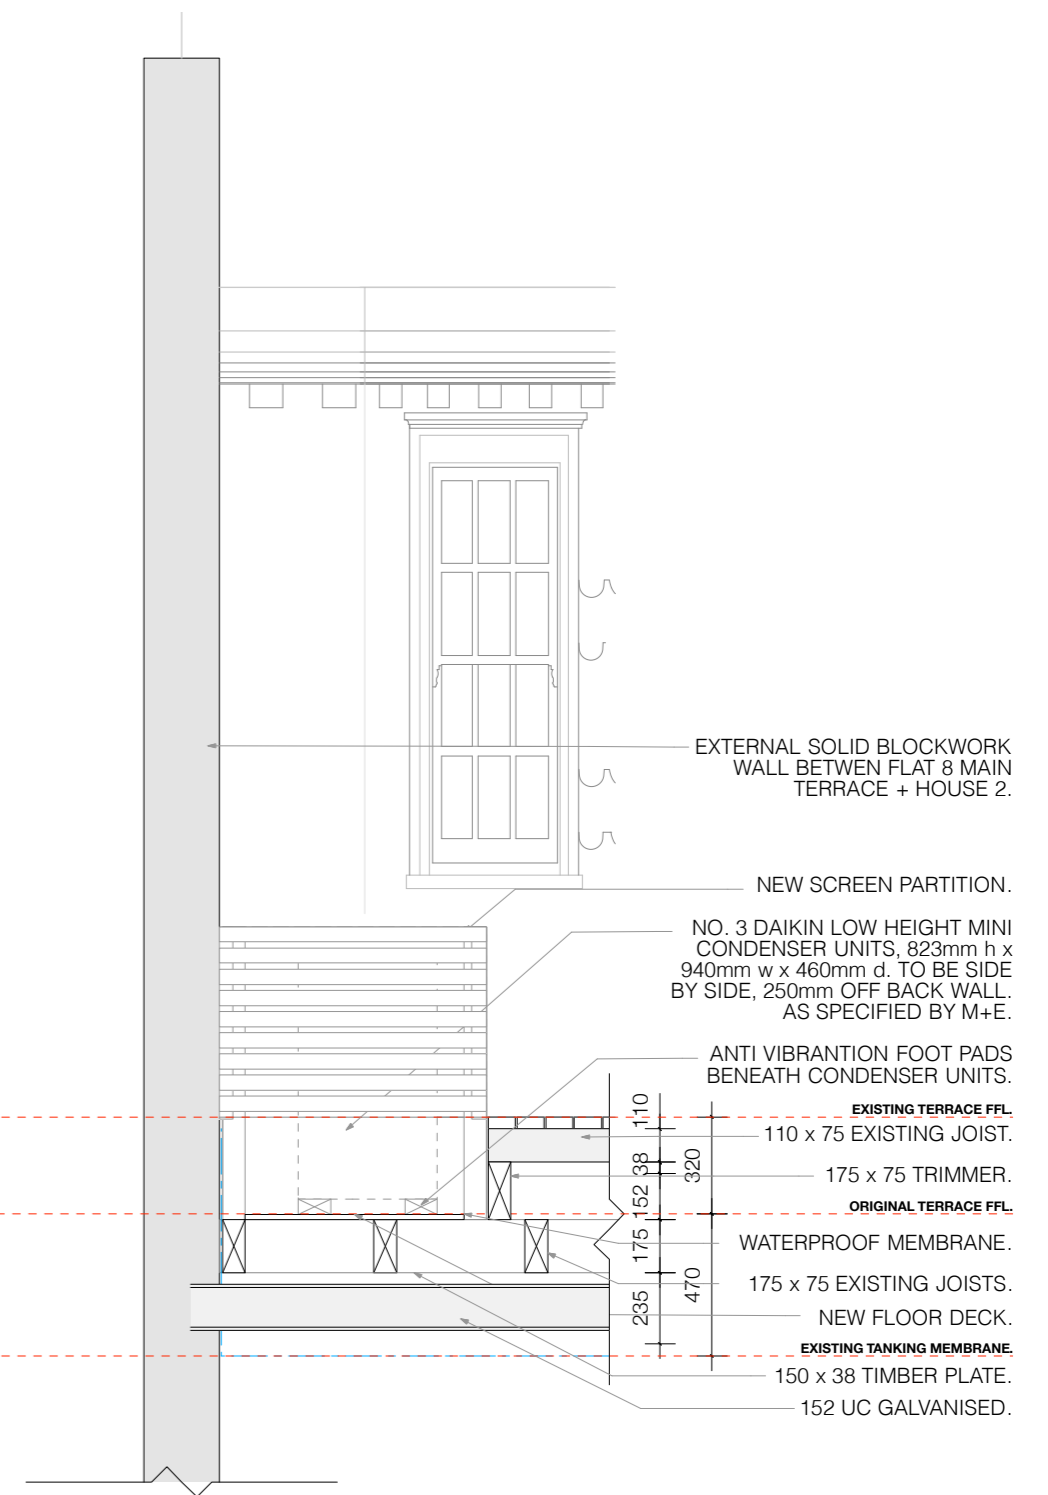 EXTERNAL SOLID BLOCKWORK
WALL BETWEN FLAT 8 MAIN
TERRACE + HOUSE 2.
NEW SCREEN PARTITION.
NO. 3 DAIKIN LOW HEIGHT MINI
CONDENSER UNITS, 823mm h x
940mm w x 460mm d. TO BE SIDE
BY SIDE, 250mm OFF BACK WALL.
AS SPECIFIED BY M+E.
ANTI VIBRANTION FOOT PADS
BENEATH CONDENSER UNITS.
EXISTING TERRACE FFL.
110 x 75 EXISTING JOIST.
175 x 75 TRIMMER.
ORIGINAL TERRACE FFL.
WATERPROOF MEMBRANE.
175 x 75 EXISTING JOISTS.
NEW FLOOR DECK.
EXISTING TANKING MEMBRANE.
150 x 38 TIMBER PLATE.
152 UC GALVANISED.
110
38
152
175
235
320
470